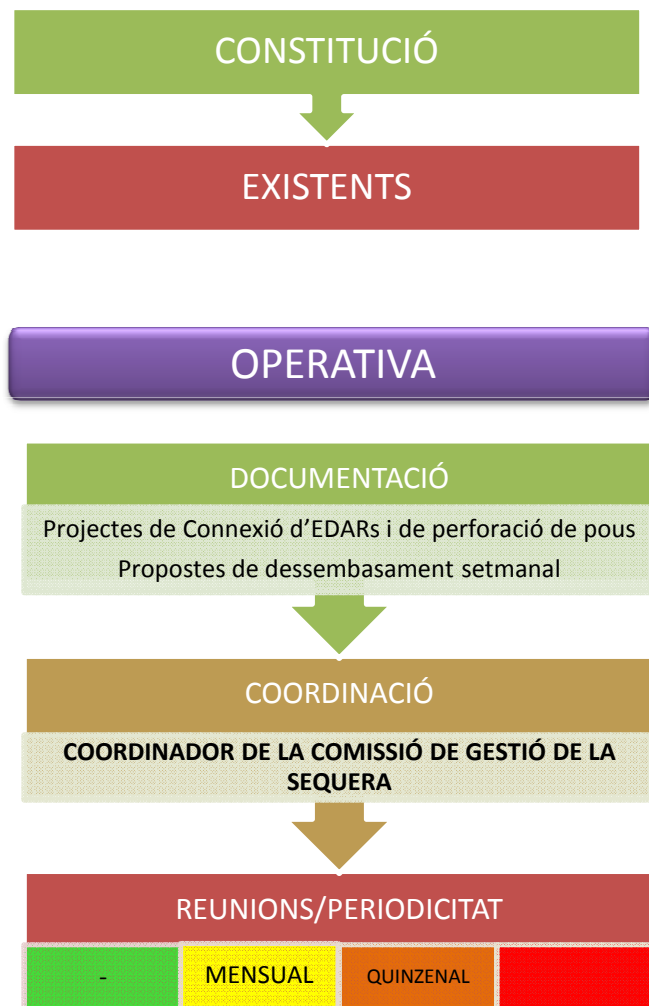 CONSTITUCIÓ
EXISTENTS
OPERATIVA
DOCUMENTACIÓ
Projectes de Connexió d'EDARs i de perforació de pous
Propostes de dessembasament setmanal
COORDINACIÓ
COORDINADOR DE LA COMISSIÓ DE GESTIÓ DE LA
SEQUERA
REUNIONS/PERIODICITAT
- MENSUAL QUINZENAL